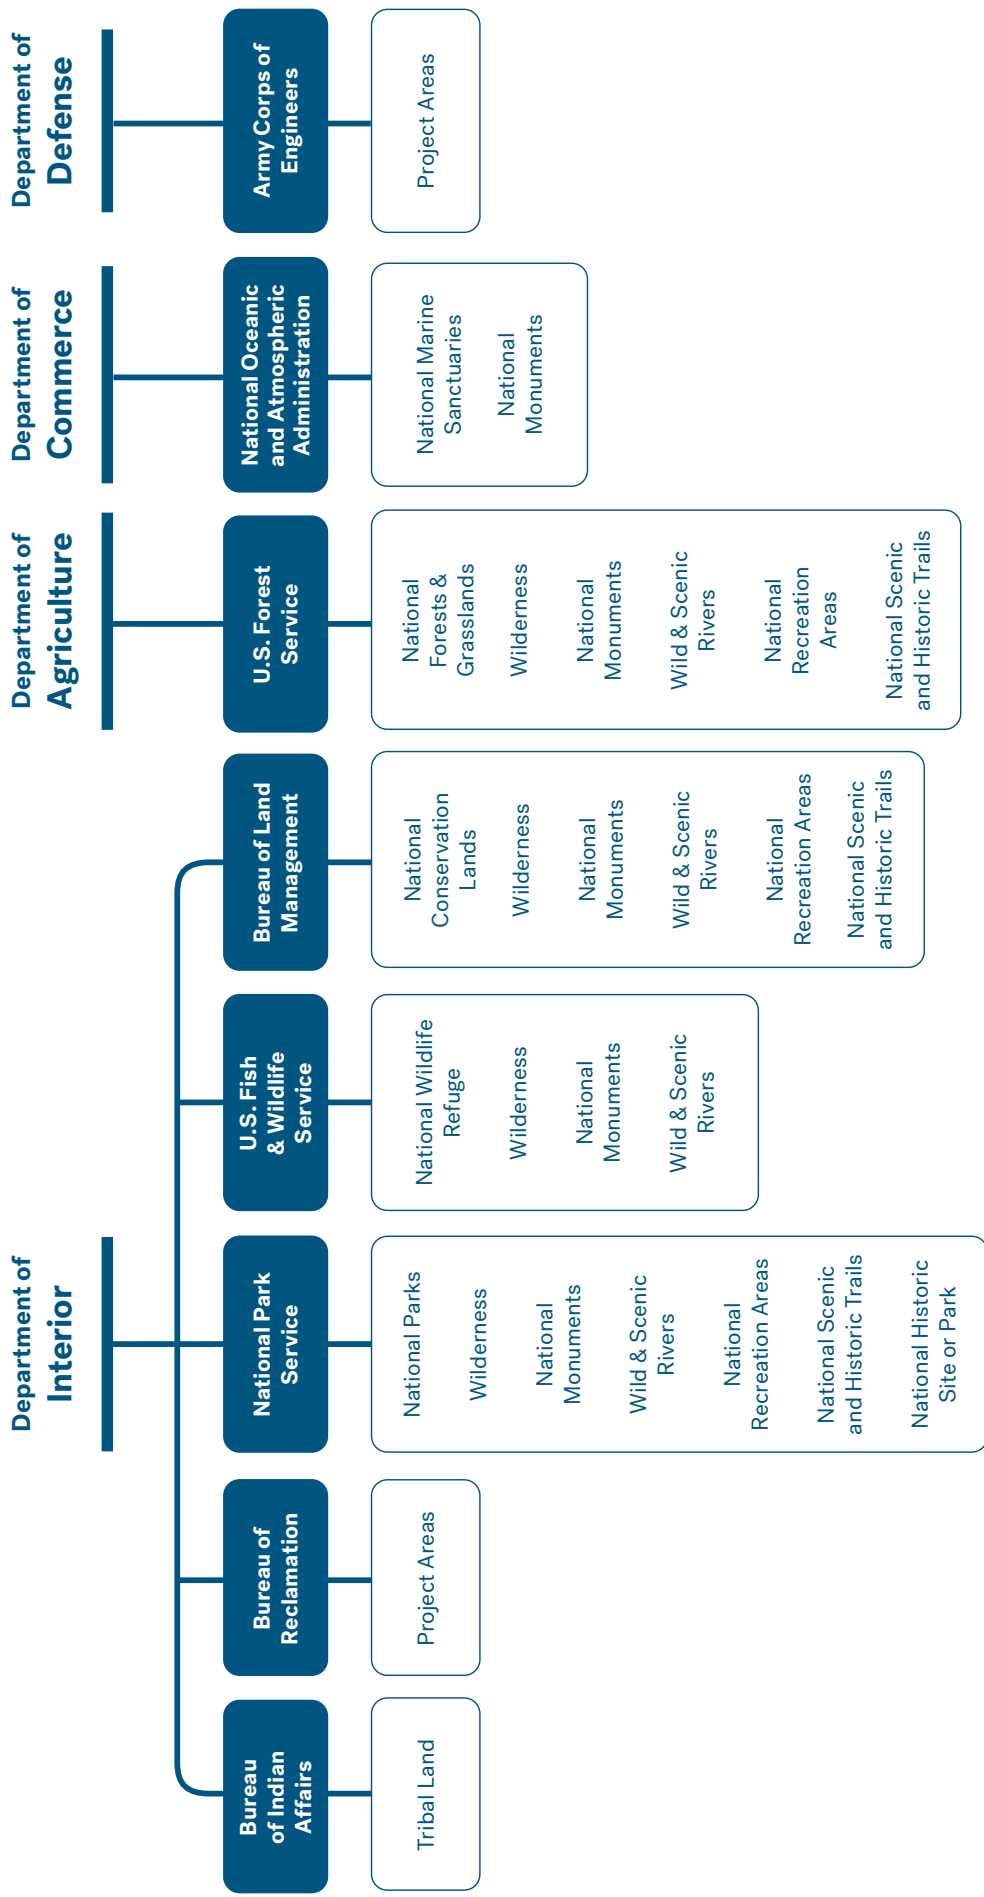 Department of
Interior
Department of
Agriculture
Department of
Commerce
Department of
Defense
Bureau
of Indian
Affairs
Tribal Land
Bureau of
Reclamation
Project Areas
National Park
Service
National Parks
Wilderness
National
Monuments
Wild & Scenic
Rivers
National
Recreation Areas
National Scenic
and Historic Trails
National Historic
Site or Park
U.S. Fish
& Wildlife
Service
National Wildlife
Refuge
Wilderness
National
Monuments
Wild & Scenic
Rivers
Bureau of Land
Management
National
Conservation
Lands
Wilderness
National
Monuments
Wild & Scenic
Rivers
National
Recreation Areas
National Scenic
and Historic Trails
U.S. Forest
Service
National
Forests &
Grasslands
Wilderness
National
Monuments
Wild & Scenic
Rivers
National
Recreation
Areas
National Scenic
and Historic Trails
National Oceanic
and Atmospheric
Administration
National Marine
Sanctuaries
National
Monuments
Army Corps of
Engineers
Project Areas